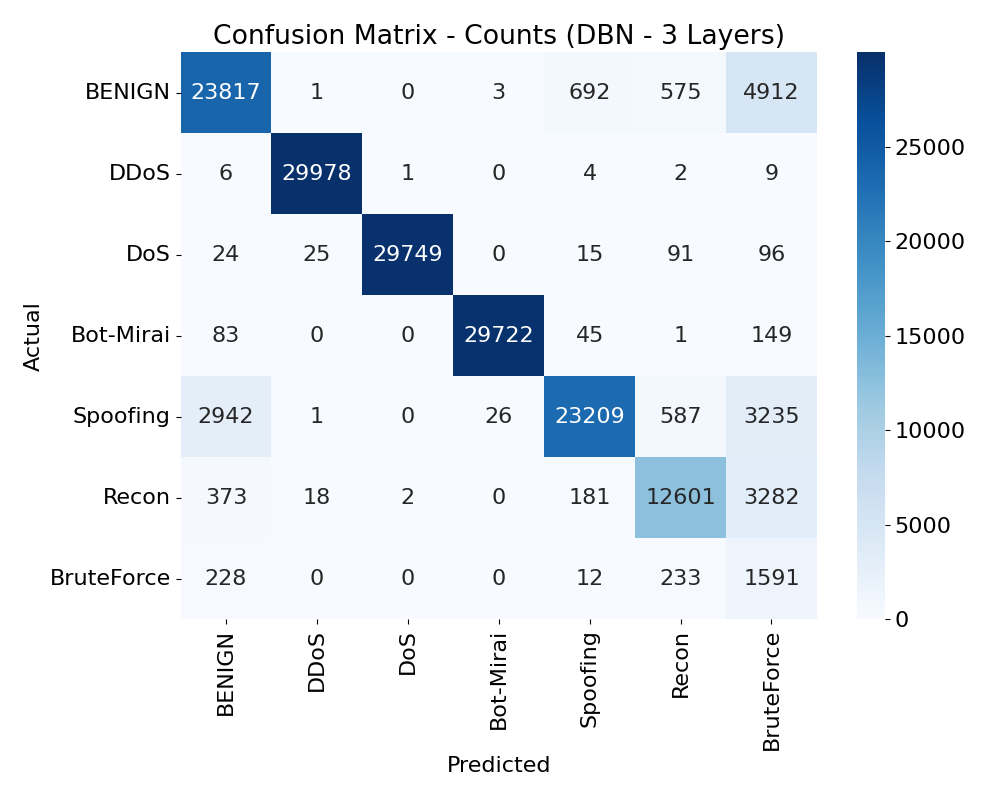 Confusion Matrix - Counts (DBN - 3 Layers)
BENIGN 23817 1 0 3 692 575 4912
DDoS 6 29978 1 0 4 2 9
DoS 24 25 29749 0 15 91 96
Bot-Mirai 83 0 0 29722 45 1 149
Spoofing 2942 1 0 26 23209 587 3235
Recon 373 18 2 0 181 12601 3282
BruteForce 228 0 0 0 12 233 1591
Actual
BENIGN DDoS DoS Bot-Mirai Spoofing Recon BruteForce
Predicted
25000
20000
15000
10000
5000
0